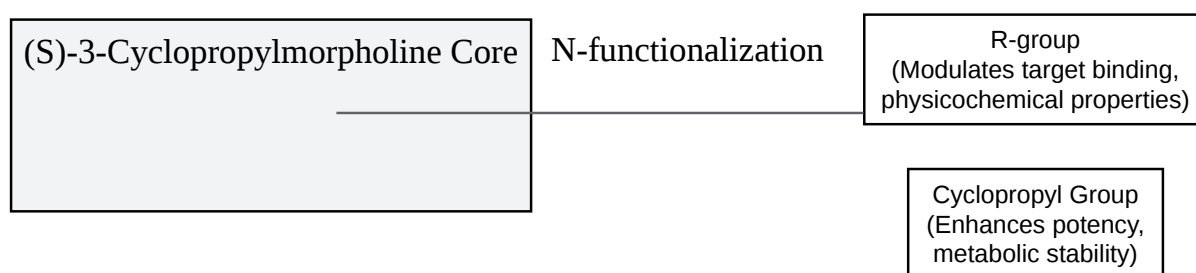 (S)-3-Cyclopropylmorpholine Core
N-functionalization
R-group
(Modulates target binding,
physicochemical properties)
Cyclopropyl Group
(Enhances potency,
metabolic stability)